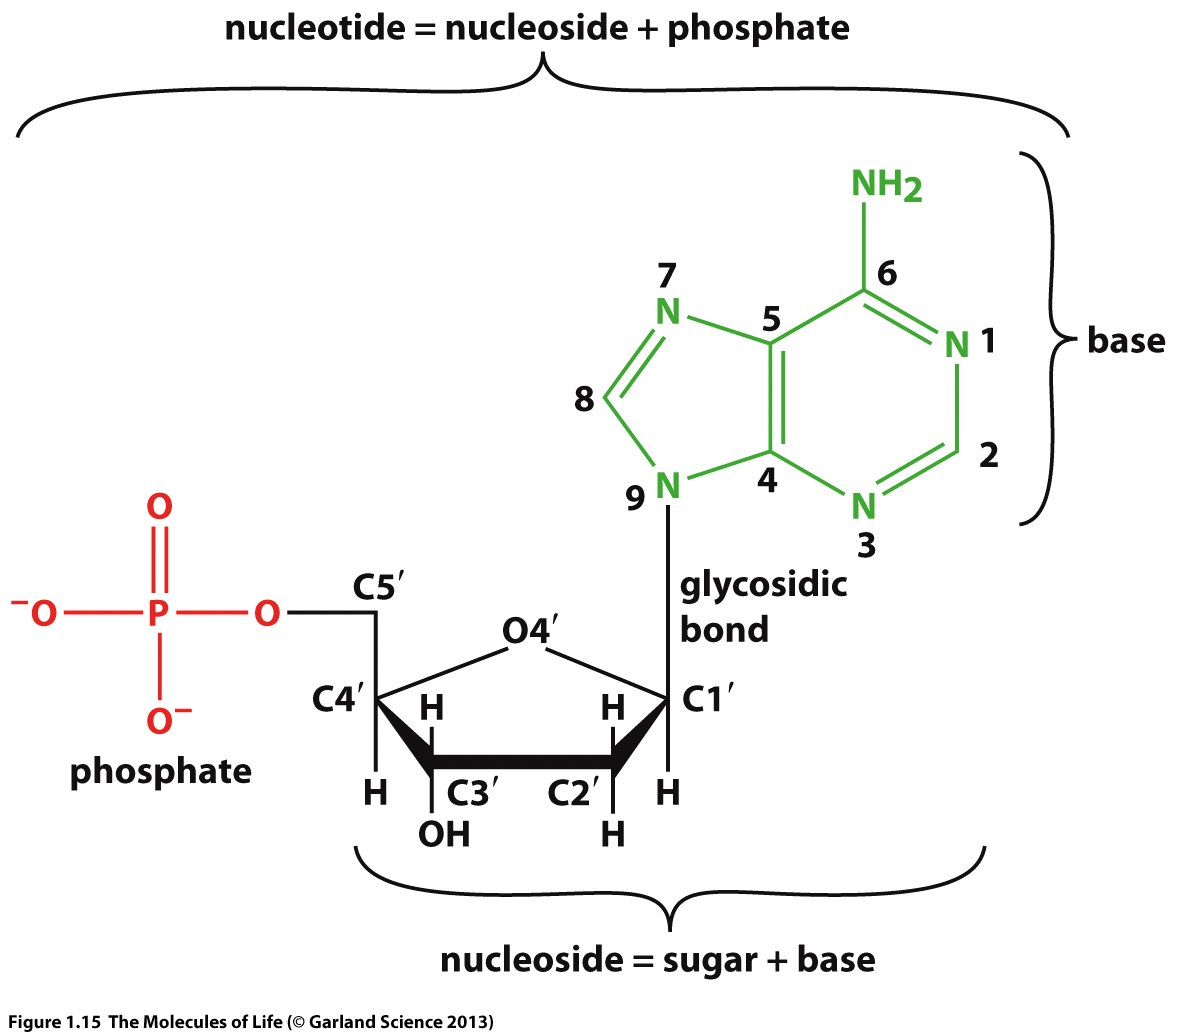 nucleotide = nucleoside + phosphate
NH2
6
7
N
5
N 1
base
8
2
4
9 N
N
3
O
C5′
glycosidic
bond
⁻O
P
O
O4′
C4′
H
H
C1′
O⁻
phosphate
H
C3′
C2′
H
OH
H
nucleoside = sugar + base
Figure 1.15 The Molecules of Life (© Garland Science 2013)